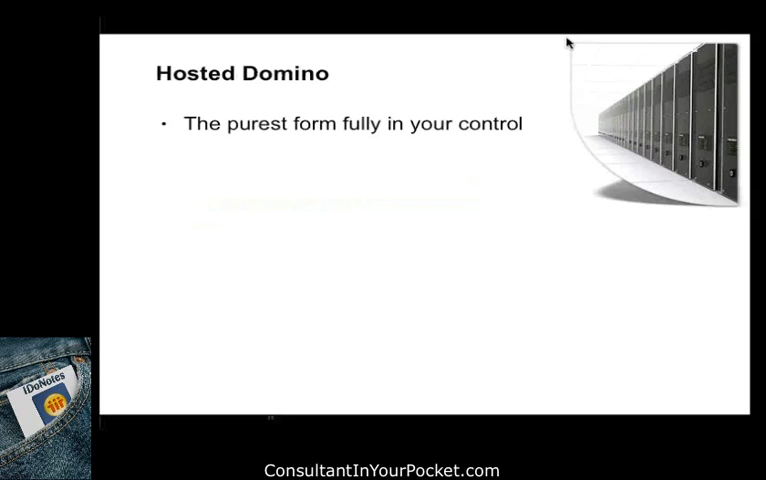 Hosted Domino
• The purest form fully in your control
iDoNotes
ConsultantInYourPocket.com